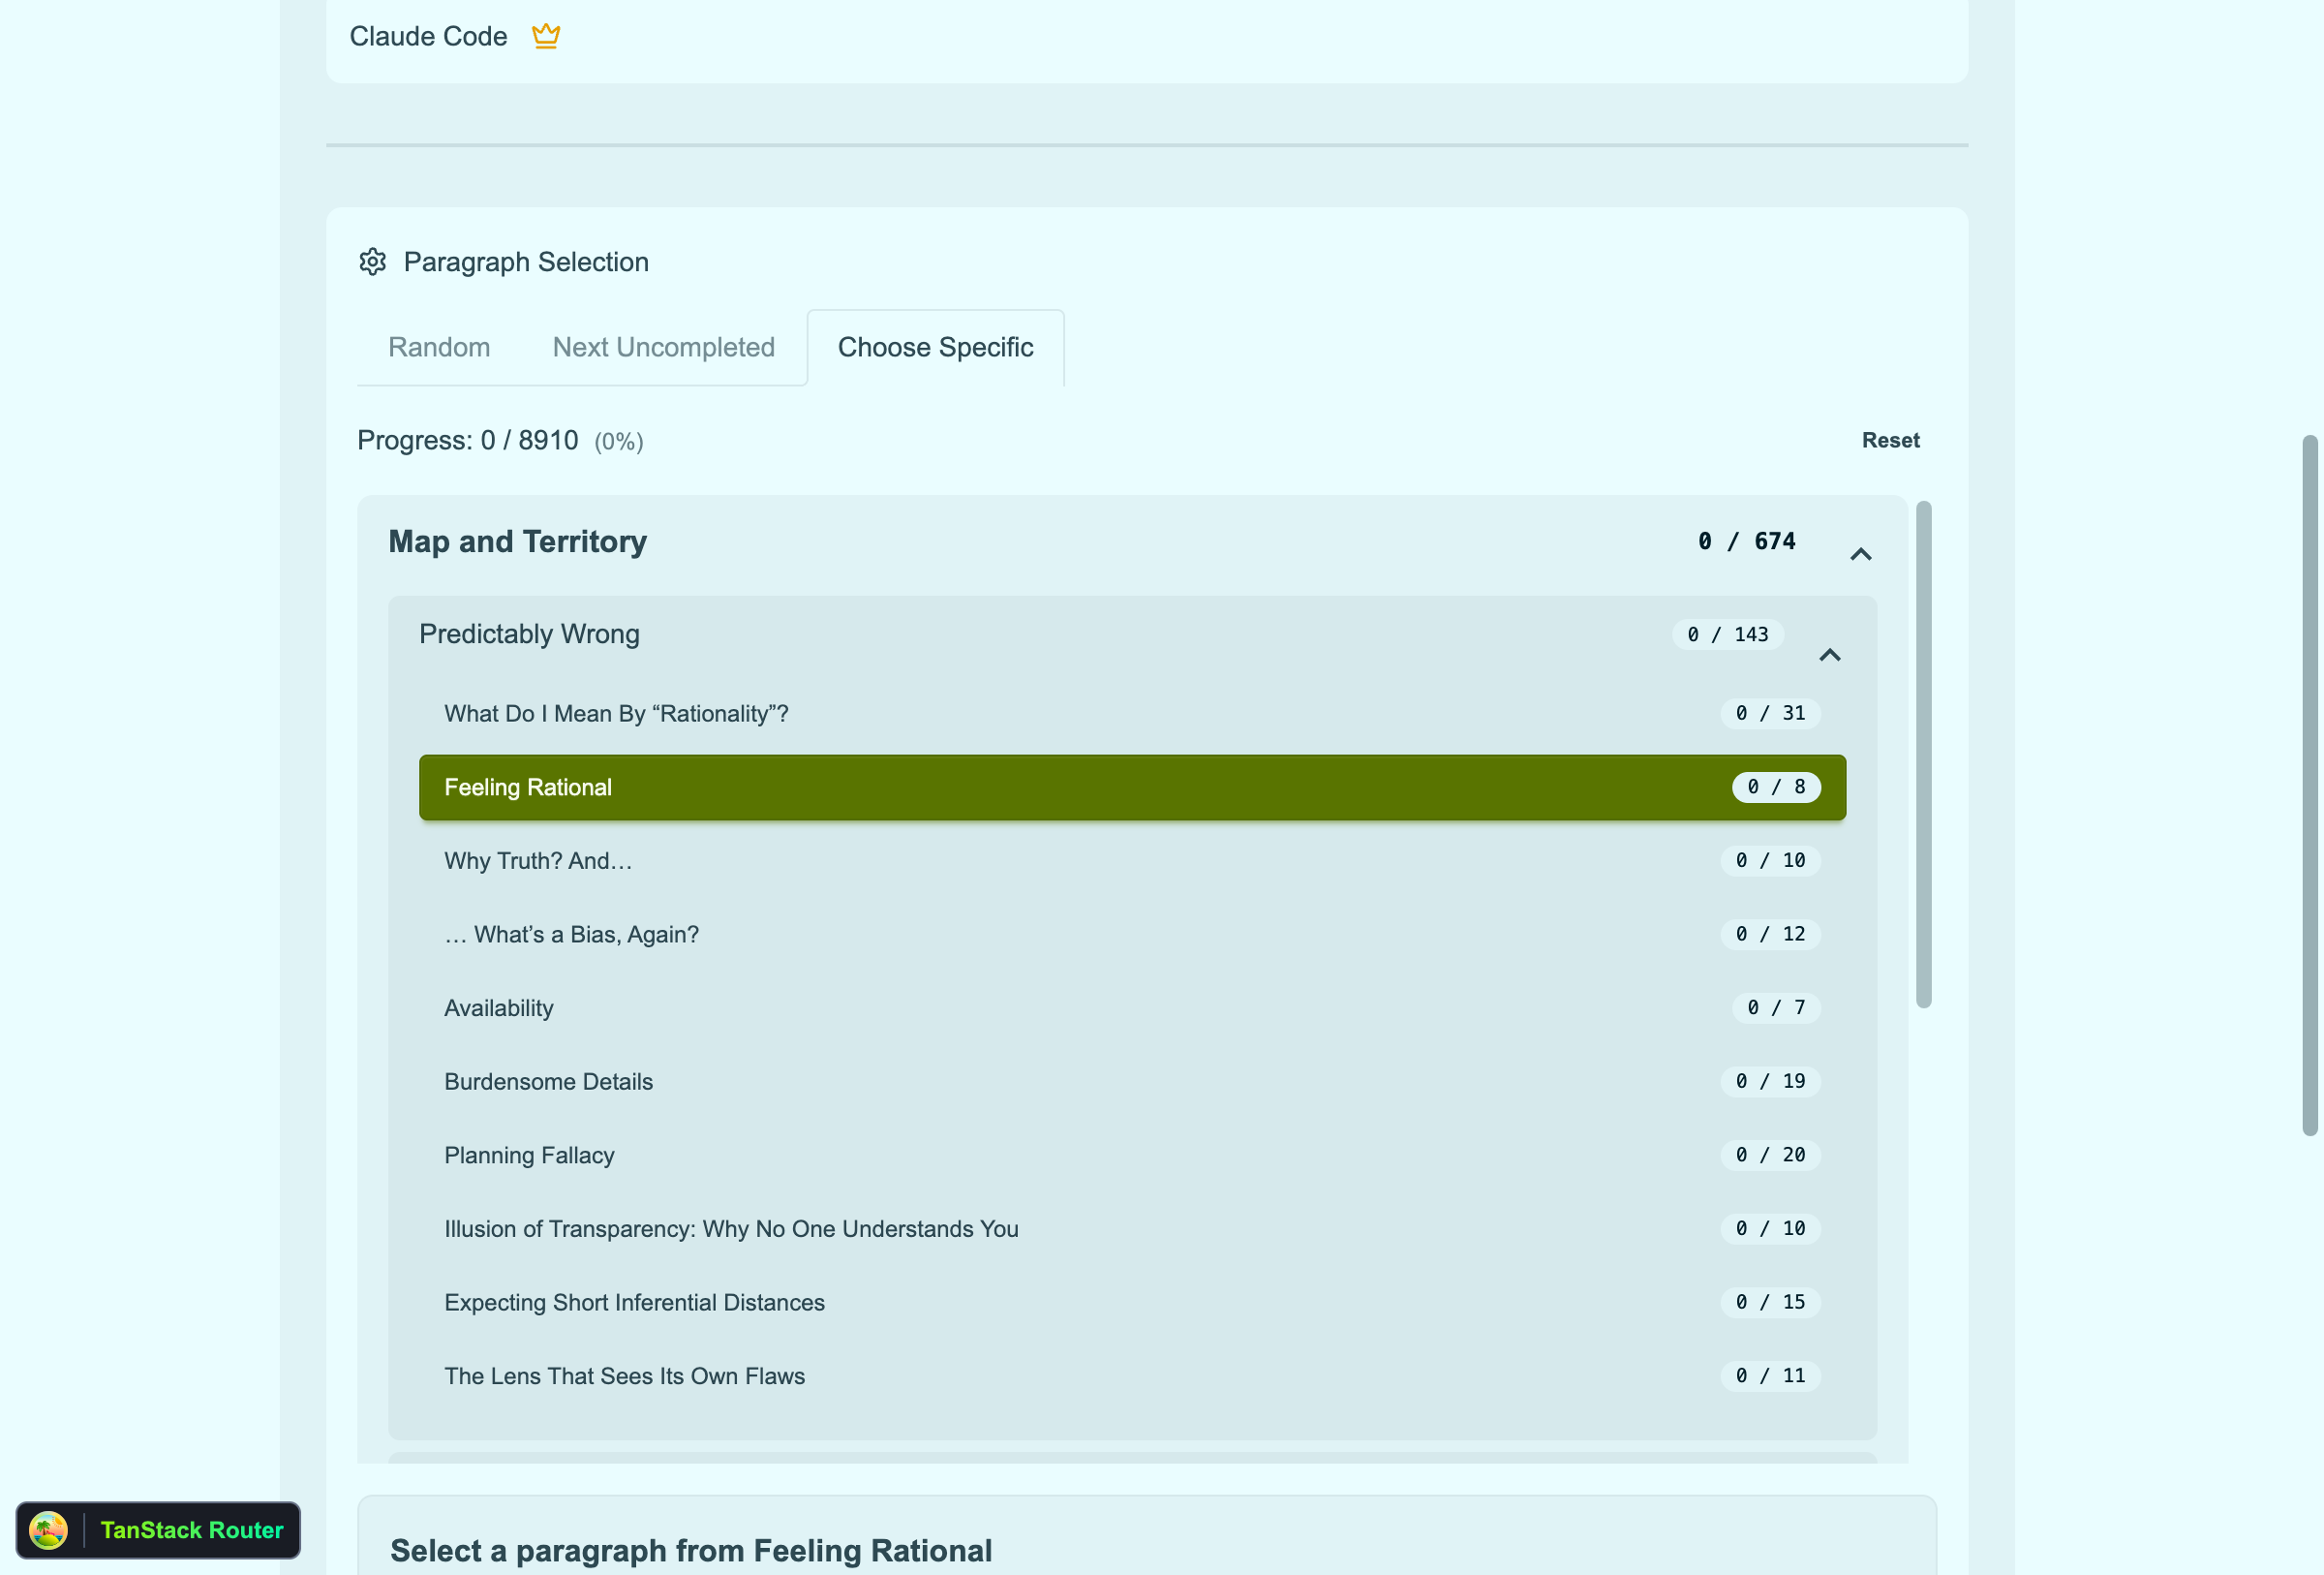 Claude Code
Paragraph Selection
Random Next Uncompleted Choose Specific
Progress: 0 / 8910 (0%) Reset
Map and Territory 0 / 674
Predictably Wrong 0 / 143
What Do I Mean By “Rationality”? 0 / 31
Feeling Rational 0 / 8
Why Truth? And… 0 / 10
… What’s a Bias, Again? 0 / 12
Availability 0 / 7
Burdensome Details 0 / 19
Planning Fallacy 0 / 20
Illusion of Transparency: Why No One Understands You 0 / 10
Expecting Short Inferential Distances 0 / 15
The Lens That Sees Its Own Flaws 0 / 11
TanStack Router
Select a paragraph from Feeling Rational